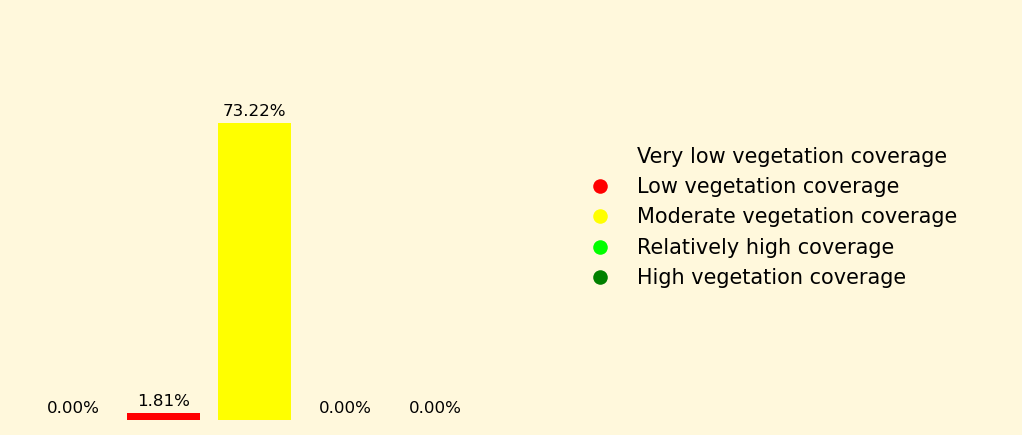 73.22%
1.81%
0.00%
0.00%
0.00%
Very low vegetation coverage
Low vegetation coverage
Moderate vegetation coverage
Relatively high coverage
High vegetation coverage